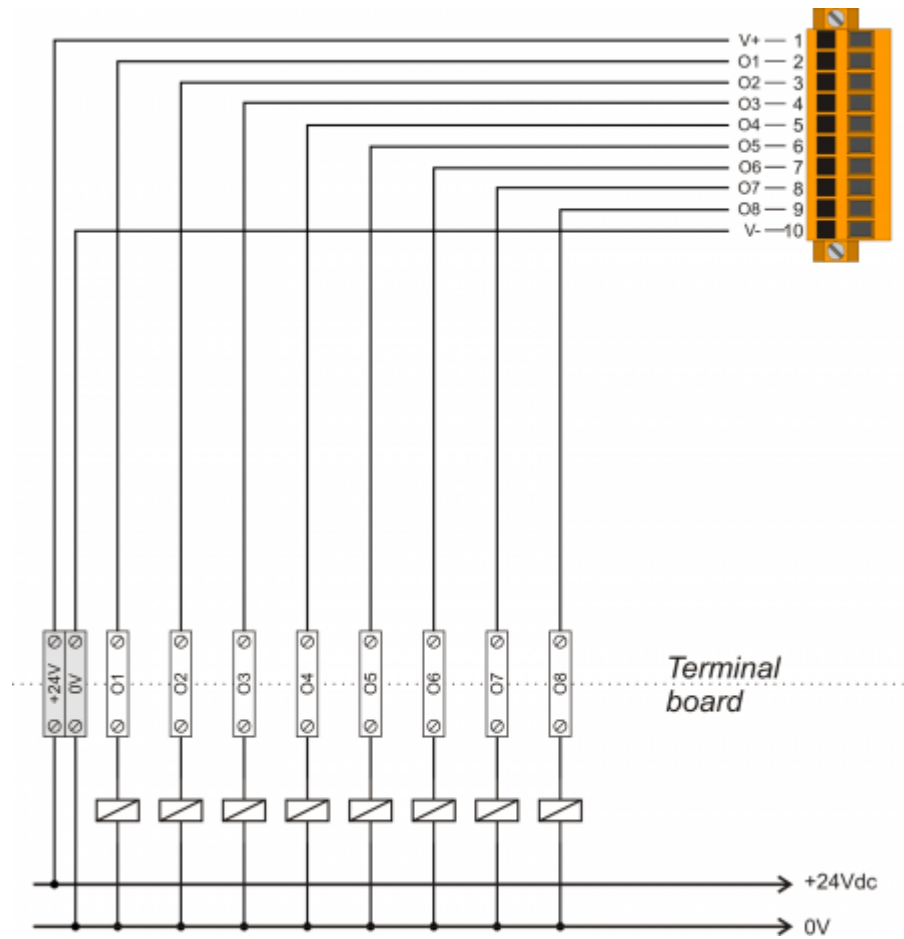 V+ — 1
O1 — 2
O2 — 3
O3 — 4
O4 — 5
O5 — 6
O6 — 7
O7 — 8
O8 — 9
V- — 10
+24V
0V
O1
O2
O3
O4
O5
O6
O7
O8
Terminal
board
+24Vdc
0V